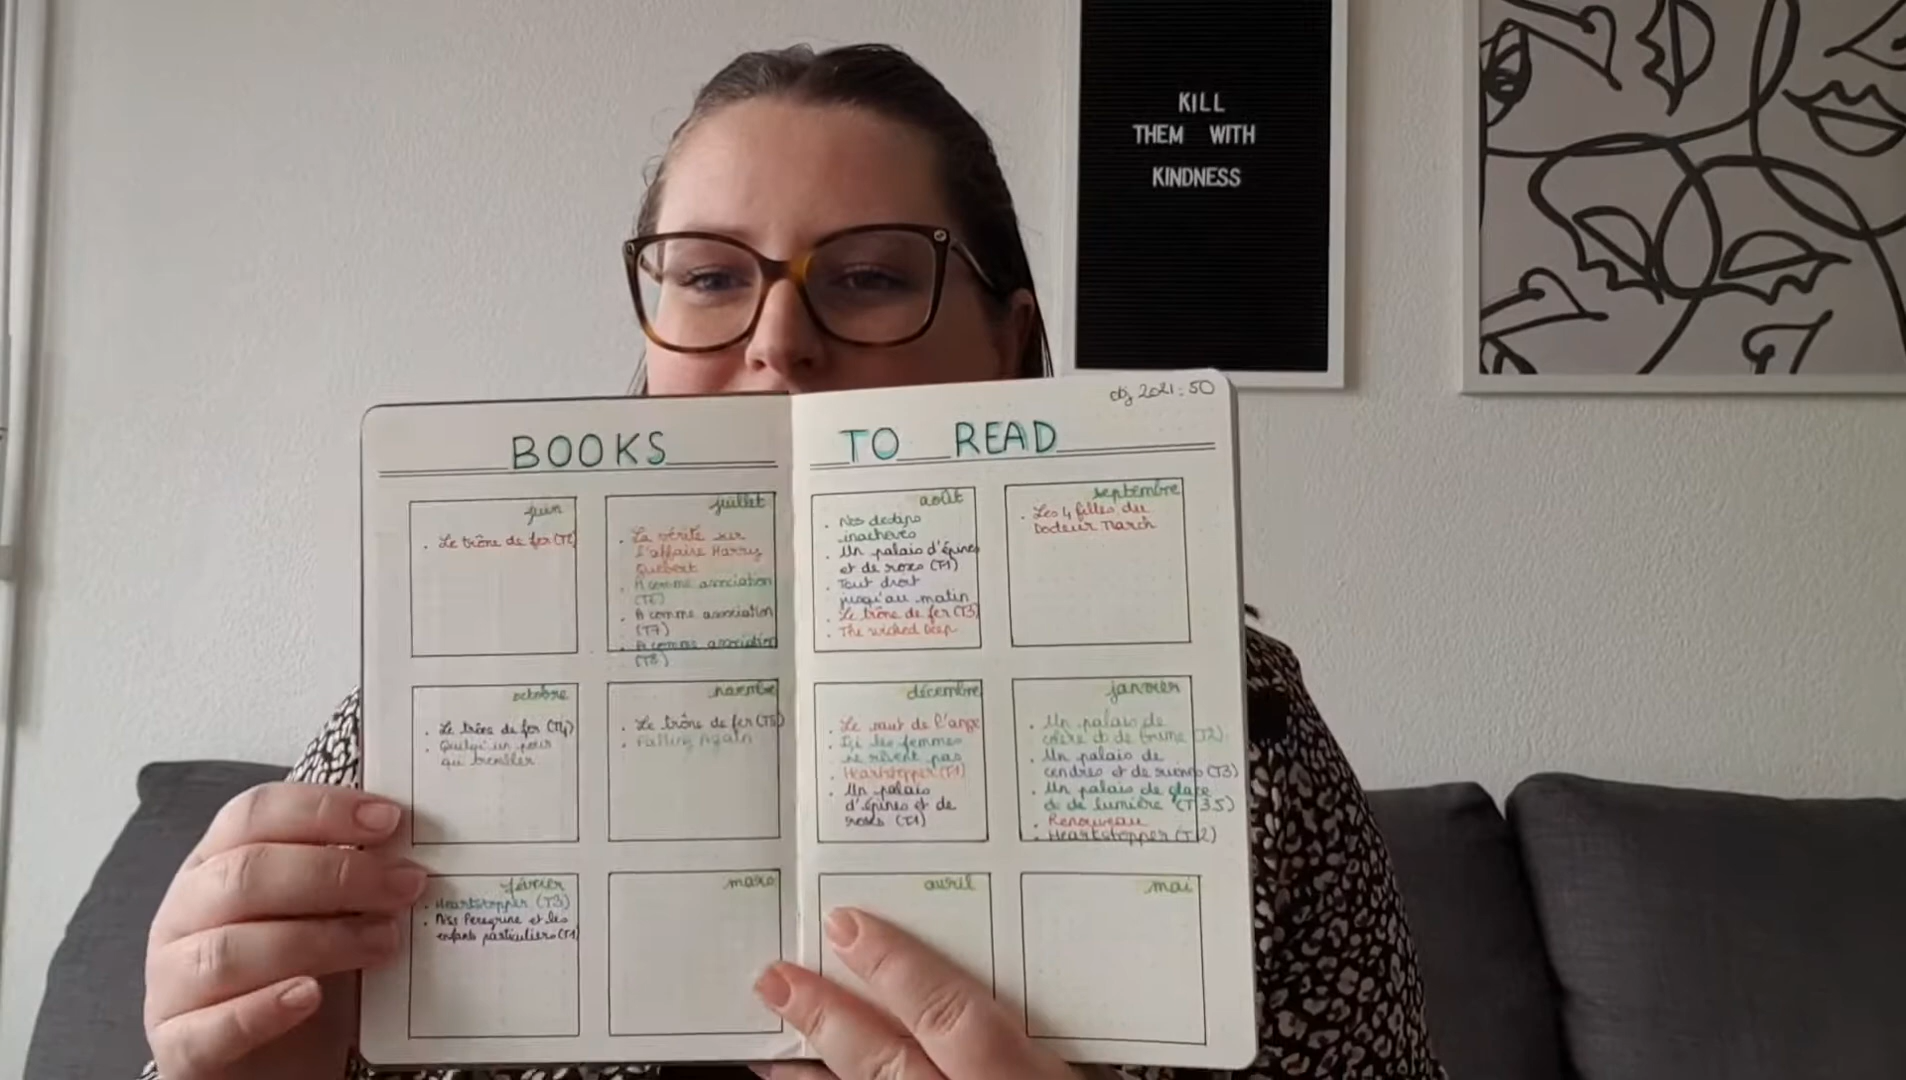 KILL
THEM WITH
KINDNESS
obj 2021 : 50
BOOKS TO READ
juin
. Le trône de fer (T2)
juillet
. La vérité sur
l'affaire Harry
Quebert
. A comme association
(T6)
. A comme association
(T7)
. A comme association
(T8)
août
. Nos destins
inachevés
. Un palais d'épines
et de roses (T1)
. Tout droit
jusqu'au matin
. Le trône de fer (T3)
. The wicked Deep
septembre
. Les 4 filles du
Docteur March
octobre
. Le trône de fer (T4)
. Quelqu'un pour
qui trembler
novembre
. Le trône de fer (T5)
. Falling Again
décembre
. Le saut de l'ange
. Ici les femmes
ne rêvent pas
. Heartstopper (T1)
. Un palais
d'épines et de
roses (T1)
janvier
. Un palais de
colère et de brume (T2)
. Un palais de
cendres et de ruines (T3)
. Un palais de glace
et de lumière (T 3.5)
. Renouveau
. Heartstopper (T2)
février
. Heartstopper (T3)
. Miss Peregrine et les
enfants particuliers (T1)
mars
avril
mai